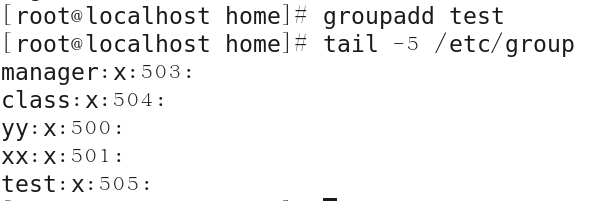 [root@localhost home]# groupadd test
[root@localhost home]# tail -5 /etc/group
manager:x:503:
class:x:504:
yy:x:500:
xx:x:501:
test:x:505: